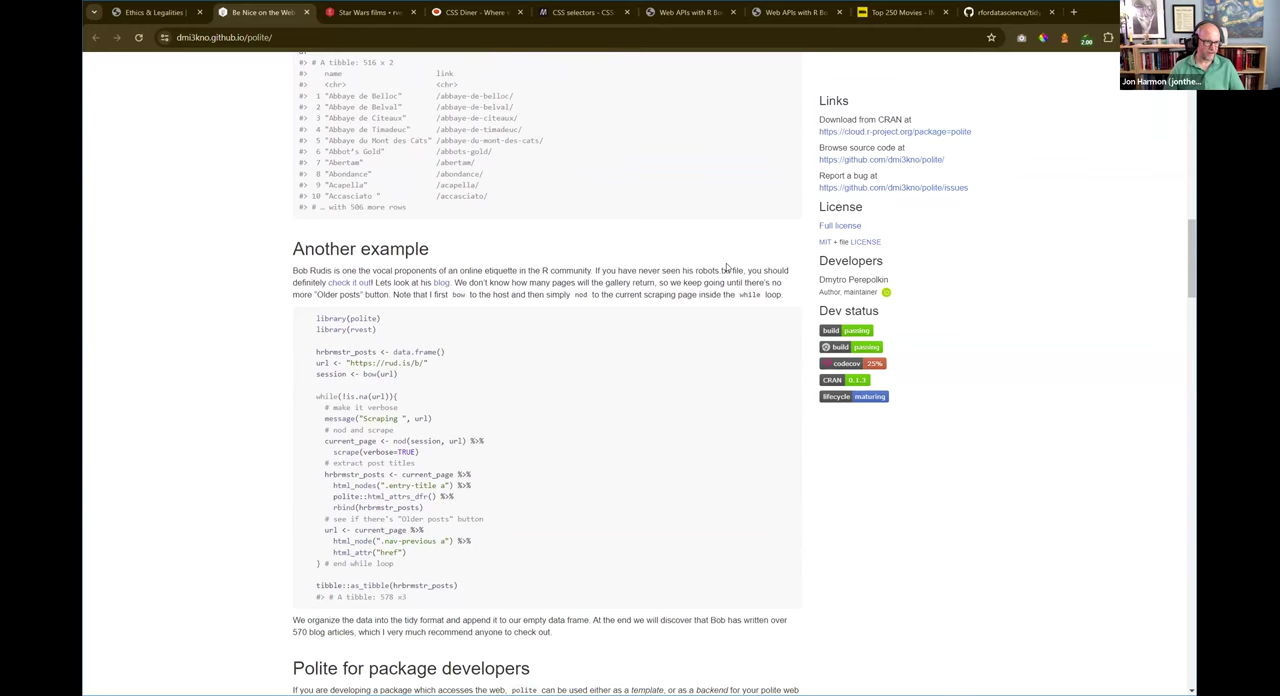 Ethics & Legalities |
Be Nice on the Web
Star Wars films • rve
CSS Diner - Where
CSS selectors - CSS
Web APIs with R Bo
Web APIs with R Bo
Top 250 Movies - I
rfordatascience/tidy
dmi3kno.github.io/polite/
2.00
#> # A tibble: 516 x 2
#> name link
#> <chr> <chr>
#> 1 "Abbaye de Belloc" /abbaye-de-belloc/
#> 2 "Abbaye de Belval" /abbaye-de-belval/
#> 3 "Abbaye de Citeaux" /abbaye-de-citeaux/
#> 4 "Abbaye de Timadeuc" /abbaye-de-timadeuc/
#> 5 "Abbaye du Mont des Cats" /abbaye-du-mont-des-cats/
#> 6 "Abbot's Gold" /abbots-gold/
#> 7 "Abertam" /abertam/
#> 8 "Abondance" /abondance/
#> 9 "Acapella" /acapella/
#> 10 "Accasciato " /accasciato/
#> # … with 506 more rows
Another example
Bob Rudis is one the vocal proponents of an online etiquette in the R community. If you have never seen his robots.txt file, you should
definitely check it out! Lets look at his blog. We don't know how many pages will the gallery return, so we keep going until there's no
more "Older posts" button. Note that I first bow to the host and then simply nod to the current scraping page inside the while loop.
library(polite)
library(rvest)
hrbrmstr_posts <- data.frame()
url <- "https://rud.is/b/"
session <- bow(url)
while(!is.na(url)){
# make it verbose
message("Scraping ", url)
# nod and scrape
current_page <- nod(session, url) %>%
scrape(verbose=TRUE)
# extract post titles
hrbrmstr_posts <- current_page %>%
html_nodes(".entry-title a") %>%
polite::html_attrs_dfr() %>%
rbind(hrbrmstr_posts)
# see if there's "Older posts" button
url <- current_page %>%
html_node(".nav-previous a") %>%
html_attr("href")
} # end while loop
tibble::as_tibble(hrbrmstr_posts)
#> # A tibble: 578 x3
We organize the data into the tidy format and append it to our empty data frame. At the end we will discover that Bob has written over
570 blog articles, which I very much recommend anyone to check out.
Polite for package developers
If you are developing a package which accesses the web, polite can be used either as a template, or as a backend for your polite web
Links
Download from CRAN at
https://cloud.r-project.org/package=polite
Browse source code at
https://github.com/dmi3kno/polite/
Report a bug at
https://github.com/dmi3kno/polite/issues
License
Full license
MIT + file LICENSE
Developers
Dmytro Perepolkin
Author, maintainer
Dev status
build passing
build passing
codecov 25%
CRAN 0.1.3
lifecycle maturing
Jon Harmon (jonthe...